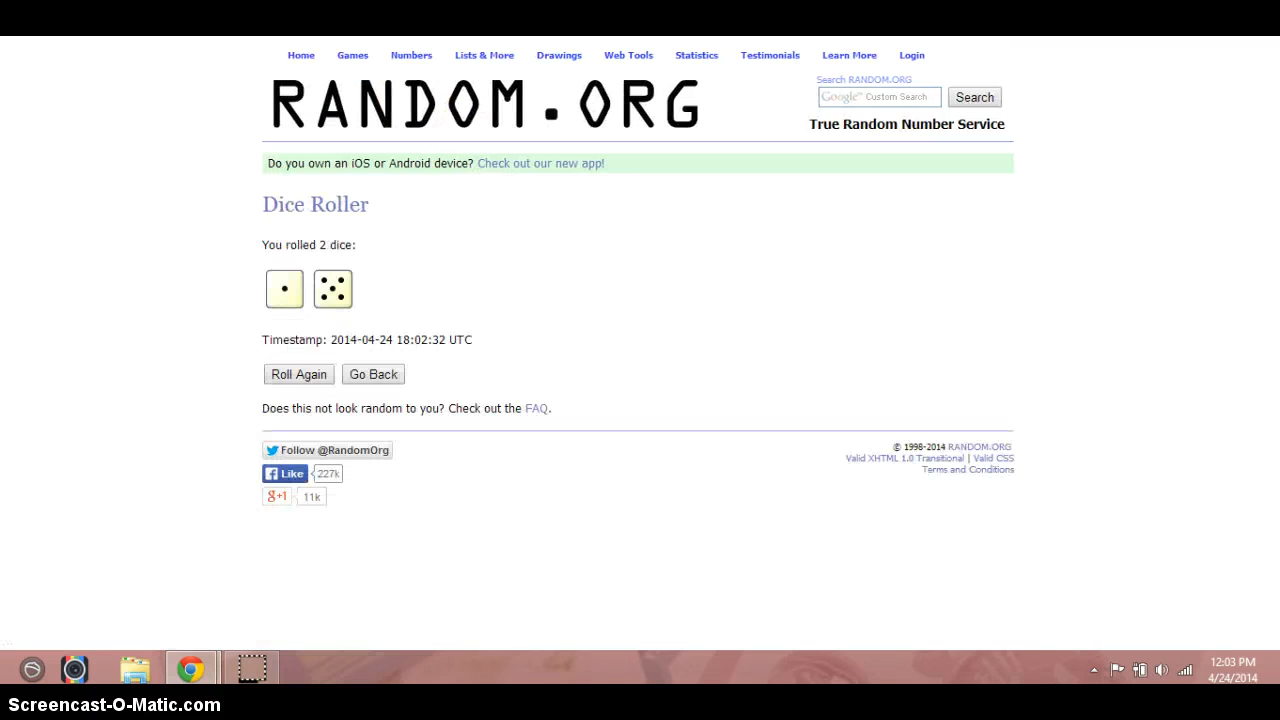 Home Games Numbers Lists & More Drawings Web Tools Statistics Testimonials Learn More Login
RANDOM.ORG
Search RANDOM.ORG
Google™ Custom Search Search
True Random Number Service
Do you own an iOS or Android device? Check out our new app!
Dice Roller
You rolled 2 dice:
Timestamp: 2014-04-24 18:02:32 UTC
Roll Again Go Back
Does this not look random to you? Check out the FAQ.
Follow @RandomOrg
Like 227k
g+1 11k
© 1998-2014 RANDOM.ORG
Valid XHTML 1.0 Transitional | Valid CSS
Terms and Conditions
12:03 PM
4/24/2014
Screencast-O-Matic.com